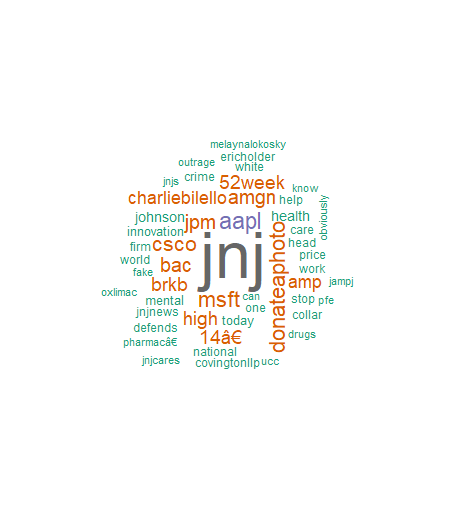 melaynalokosky
outrage ericholder
white
jnjs crime 52week know
charliebilello amgn help
johnson jpm aapl health obviously
innovation csco jnj donateaphoto care
firm head
world bac price
fake work
brkb amp jampj
oxlimac mental msft can stop pfe
jnjnews high today one collar
defends 14â€ drugs
pharmacâ€
national
jnjcares covingtonllp ucc